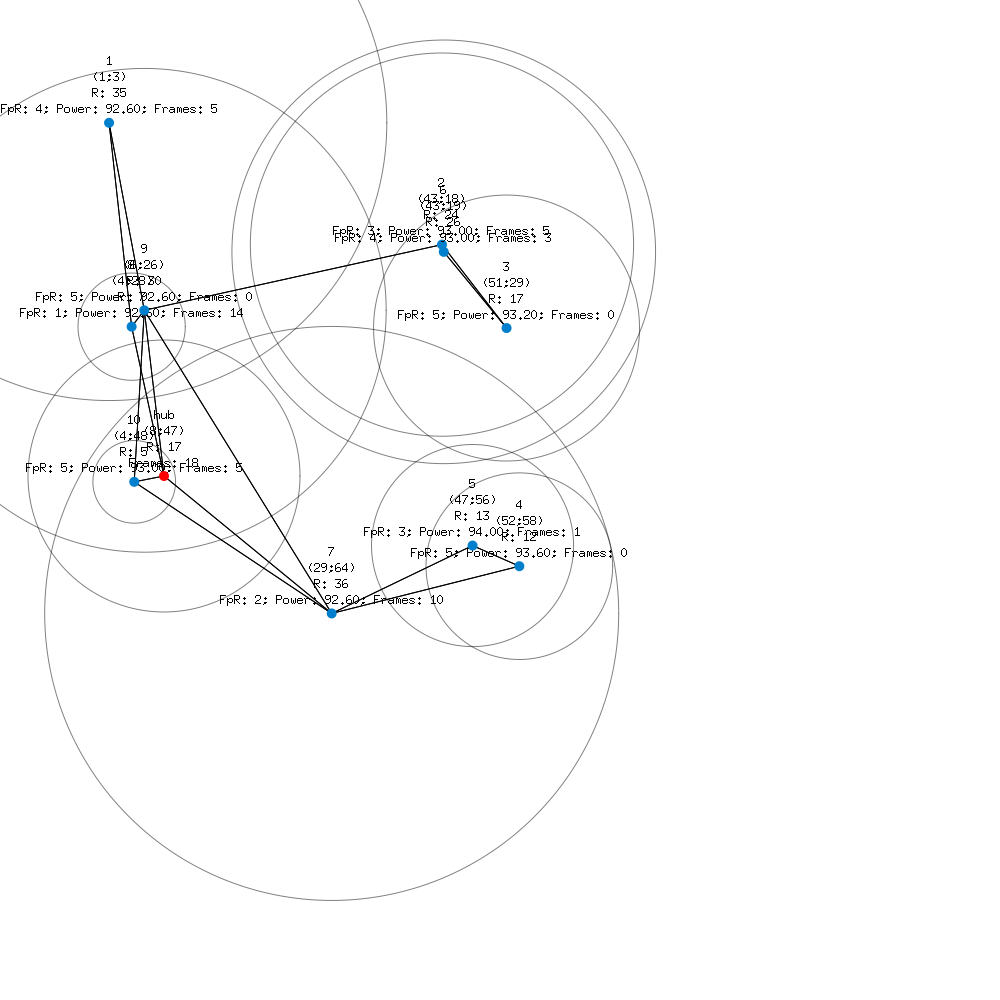 1
(1;3)
R: 35
FpR: 4; Power: 92.60; Frames: 5
2
6
(43;18)
(43;19)
R: 24
R: 26
FpR: 3; Power: 93.00; Frames: 5
FpR: 4; Power: 93.00; Frames: 3
3
(51;29)
R: 17
FpR: 5; Power: 93.20; Frames: 0
9
FpR: 5; Power: 92.60; Frames: 0
FpR: 1; Power: 92.60; Frames: 14
hub
(8;47)
R: 17
Frames: 18
10
(4;48)
R: 5
FpR: 5; Power: 93.00; Frames: 5
5
(47;56)
R: 13
FpR: 3; Power: 94.00; Frames: 1
4
(52;58)
R: 12
FpR: 5; Power: 93.60; Frames: 0
7
(29;64)
R: 36
FpR: 2; Power: 92.60; Frames: 10